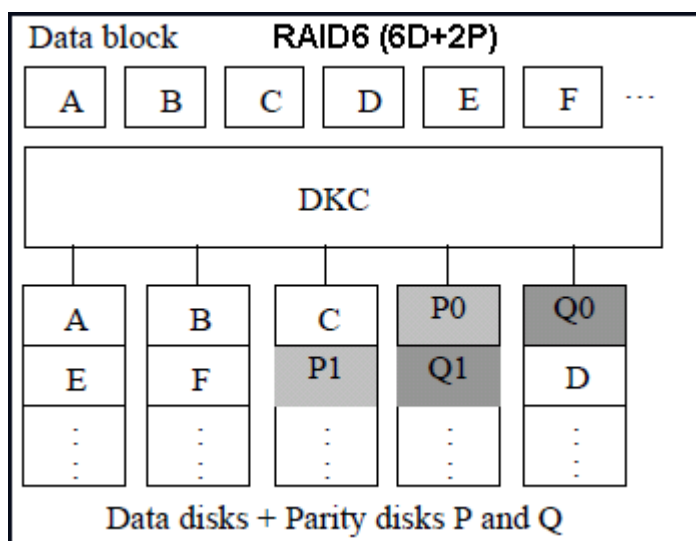 Data block RAID6 (6D+2P)
A B C D E F ...
DKC
A B C P0 Q0
E F P1 Q1 D
: : : : :
: : : : :
Data disks + Parity disks P and Q